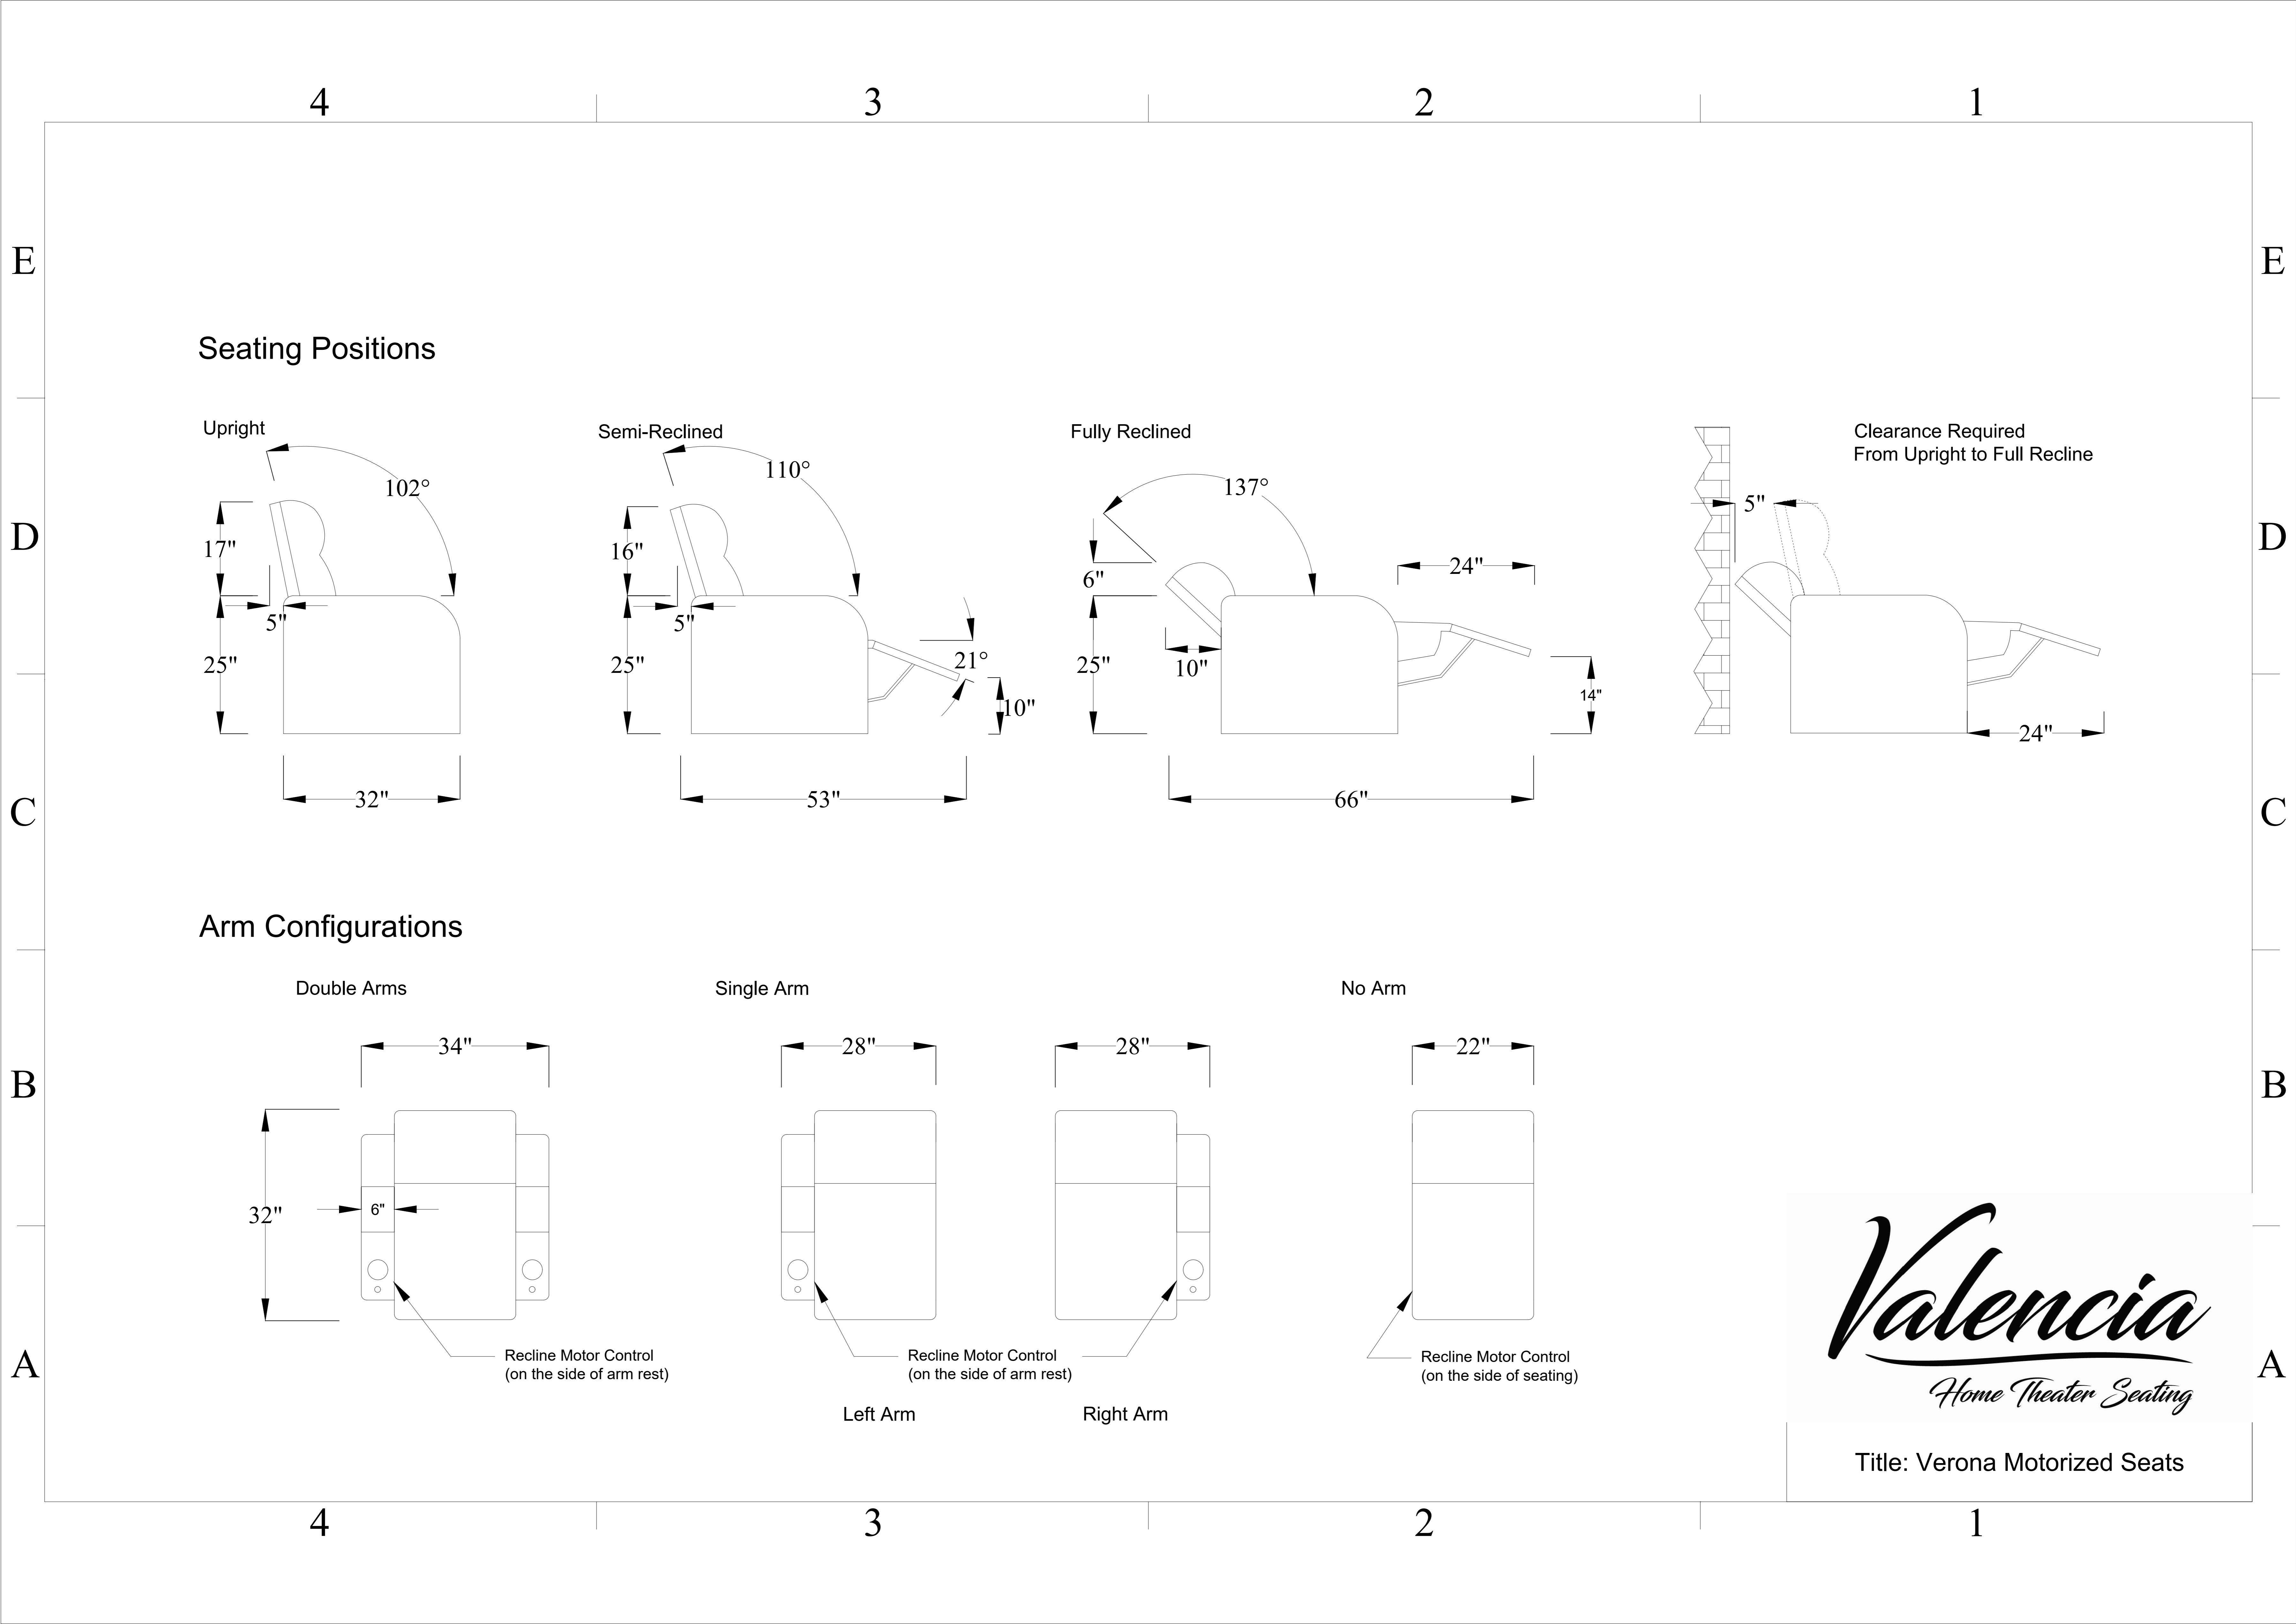 4 3 2 1
E E
Seating Positions
Upright
Semi-Reclined
Fully Reclined
Clearance Required
From Upright to Full Recline
102°
110°
137°
5"
D D
17"
16"
6"
24"
5"
5"
25"
25"
21°
25"
10"
14"
10"
24"
32"
53"
66"
C C
Arm Configurations
Double Arms
Single Arm
No Arm
34"
28"
28"
22"
B B
32"
6"
Recline Motor Control
(on the side of arm rest)
Recline Motor Control
(on the side of arm rest)
Recline Motor Control
(on the side of seating)
Left Arm
Right Arm
A A
Valencia
Home Theater Seating
Title: Verona Motorized Seats
4 3 2 1